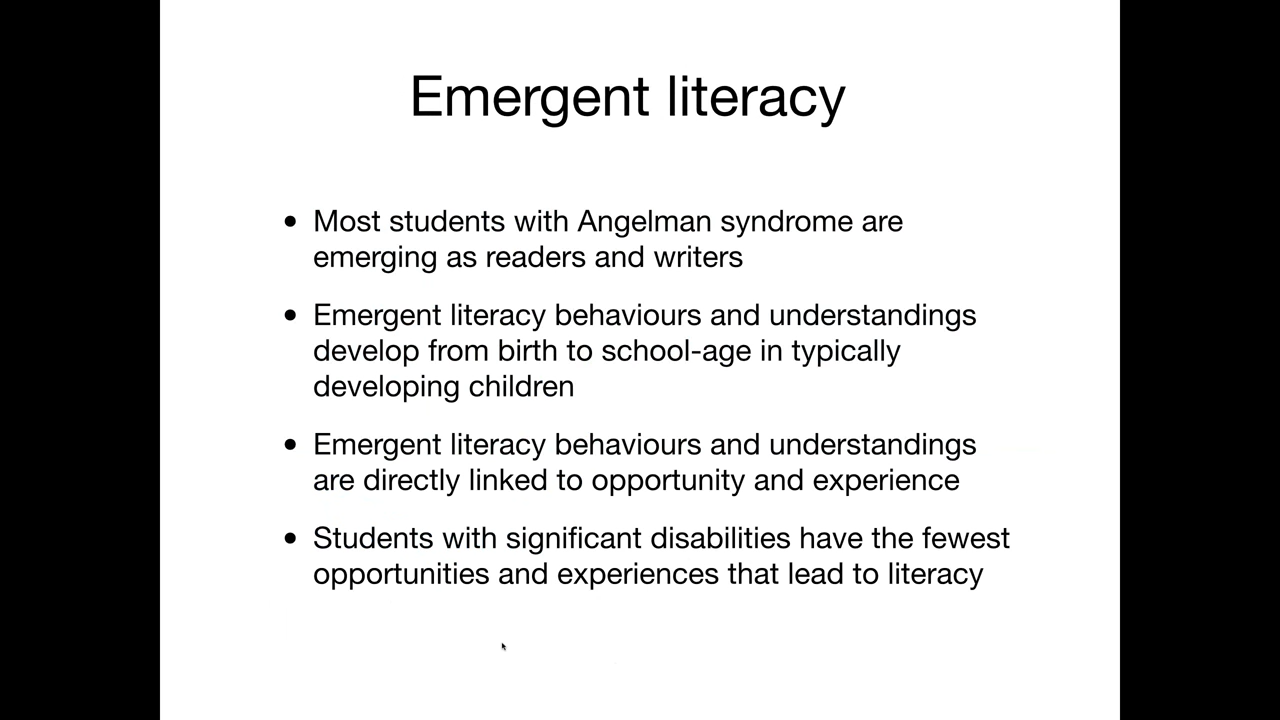 Emergent literacy
• Most students with Angelman syndrome are
emerging as readers and writers
• Emergent literacy behaviours and understandings
develop from birth to school-age in typically
developing children
• Emergent literacy behaviours and understandings
are directly linked to opportunity and experience
• Students with significant disabilities have the fewest
opportunities and experiences that lead to literacy